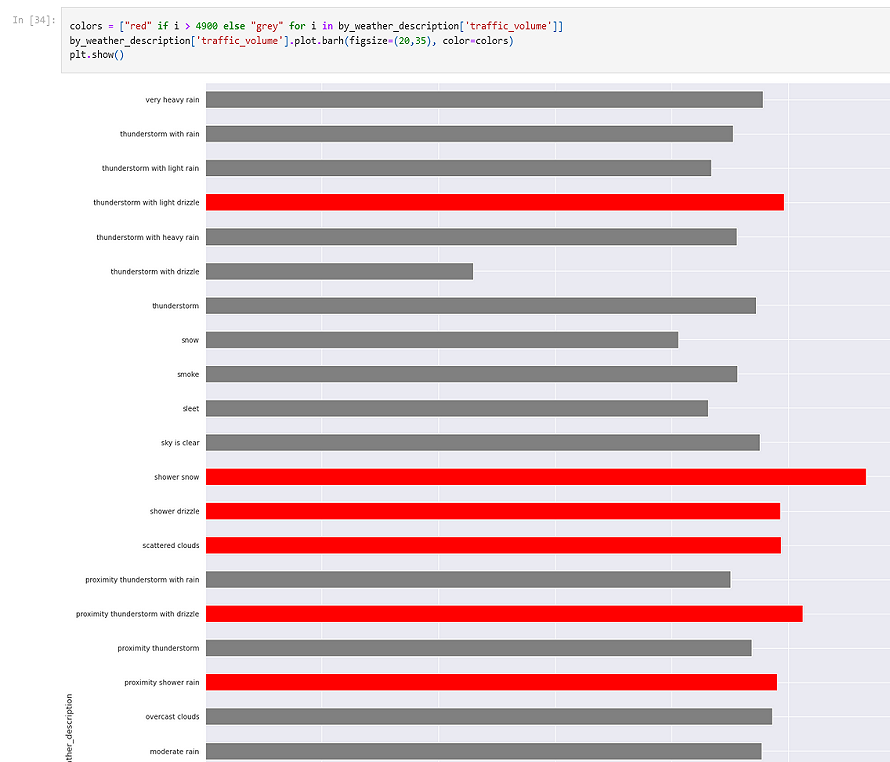 In [34]:
colors = ["red" if i > 4900 else "grey" for i in by_weather_description['traffic_volume']]
by_weather_description['traffic_volume'].plot.barh(figsize=(20,35), color=colors)
plt.show()
very heavy rain
thunderstorm with rain
thunderstorm with light rain
thunderstorm with light drizzle
thunderstorm with heavy rain
thunderstorm with drizzle
thunderstorm
snow
smoke
sleet
sky is clear
shower snow
shower drizzle
scattered clouds
proximity thunderstorm with rain
proximity thunderstorm with drizzle
proximity thunderstorm
proximity shower rain
overcast clouds
moderate rain
ther_description